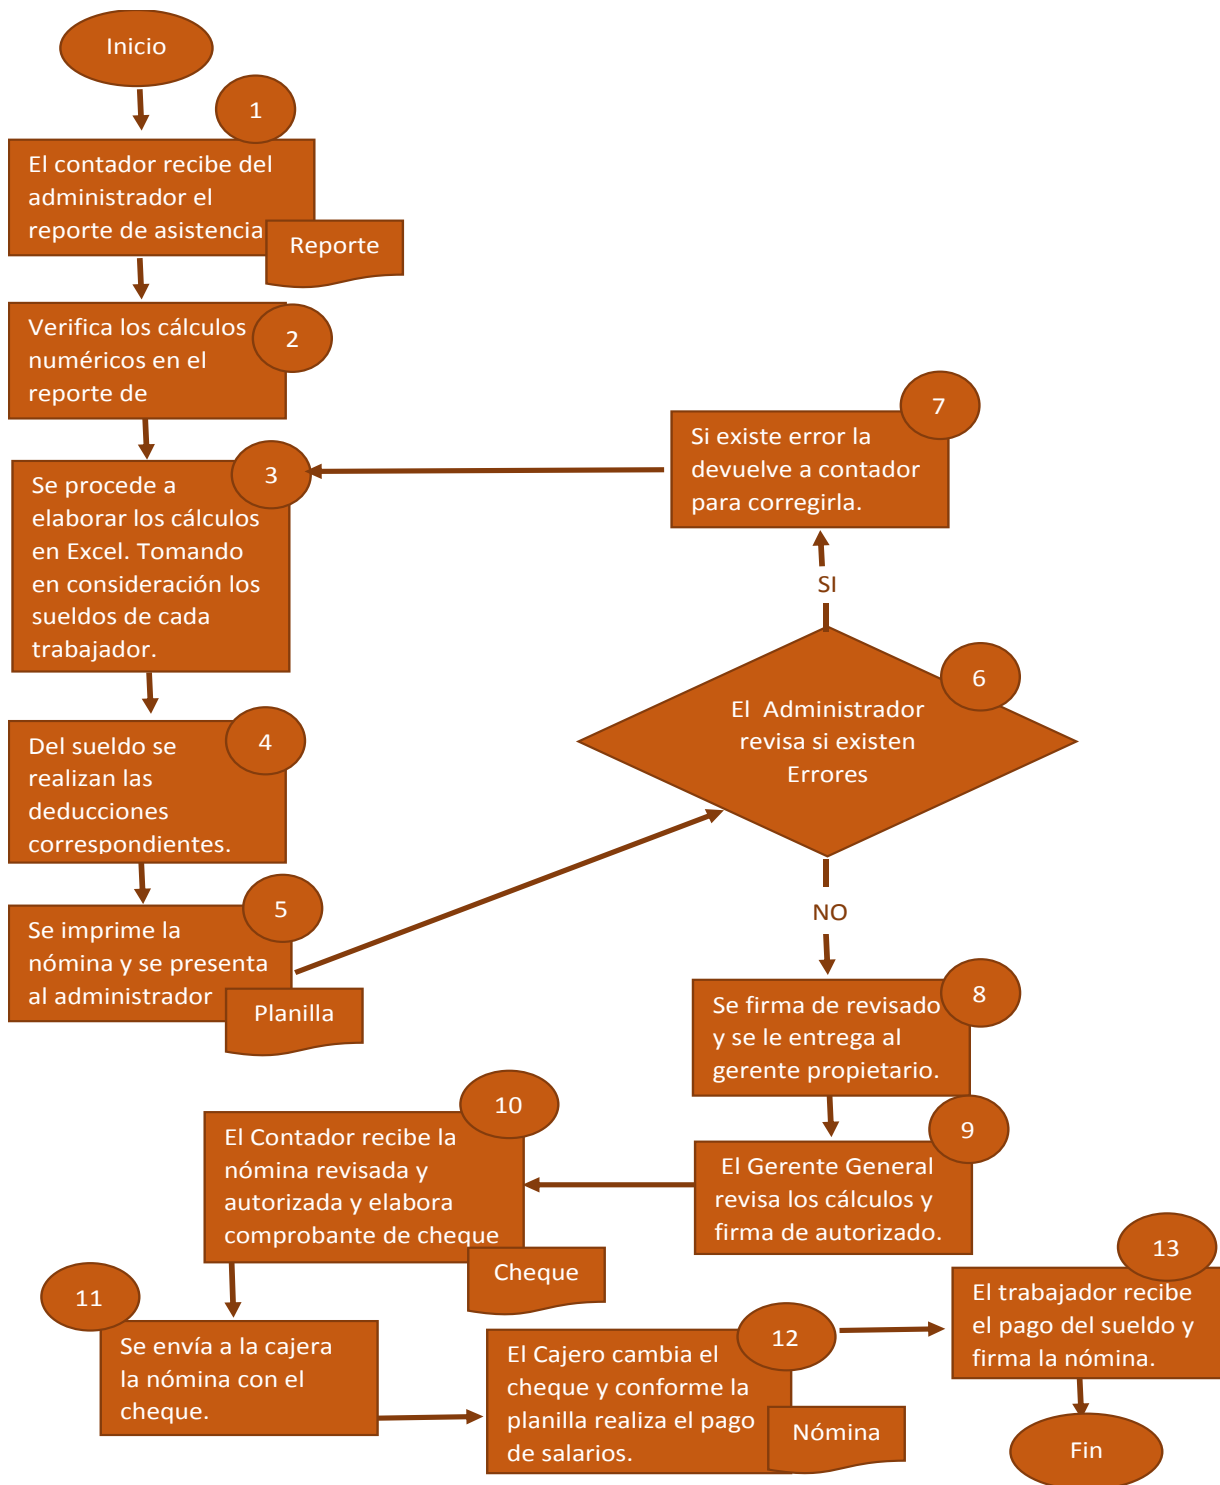 Inicio
1
El contador recibe del
administrador el
reporte de asistencia
Reporte
2
Verifica los cálculos
numéricos en el
reporte de
3
Se procede a
elaborar los cálculos
en Excel. Tomando
en consideración los
sueldos de cada
trabajador.
4
Del sueldo se
realizan las
deducciones
correspondientes.
5
Se imprime la
nómina y se presenta
al administrador
Planilla
6
El  Administrador
revisa si existen
Errores
SI
7
Si existe error la
devuelve a contador
para corregirla.
NO
8
Se firma de revisado
y se le entrega al
gerente propietario.
9
El Gerente General
revisa los cálculos y
firma de autorizado.
10
El Contador recibe la
nómina revisada y
autorizada y elabora
comprobante de cheque
Cheque
11
Se envía a la cajera
la nómina con el
cheque.
12
El Cajero cambia el
cheque y conforme la
planilla realiza el pago
de salarios.
Nómina
13
El trabajador recibe
el pago del sueldo y
firma la nómina.
Fin